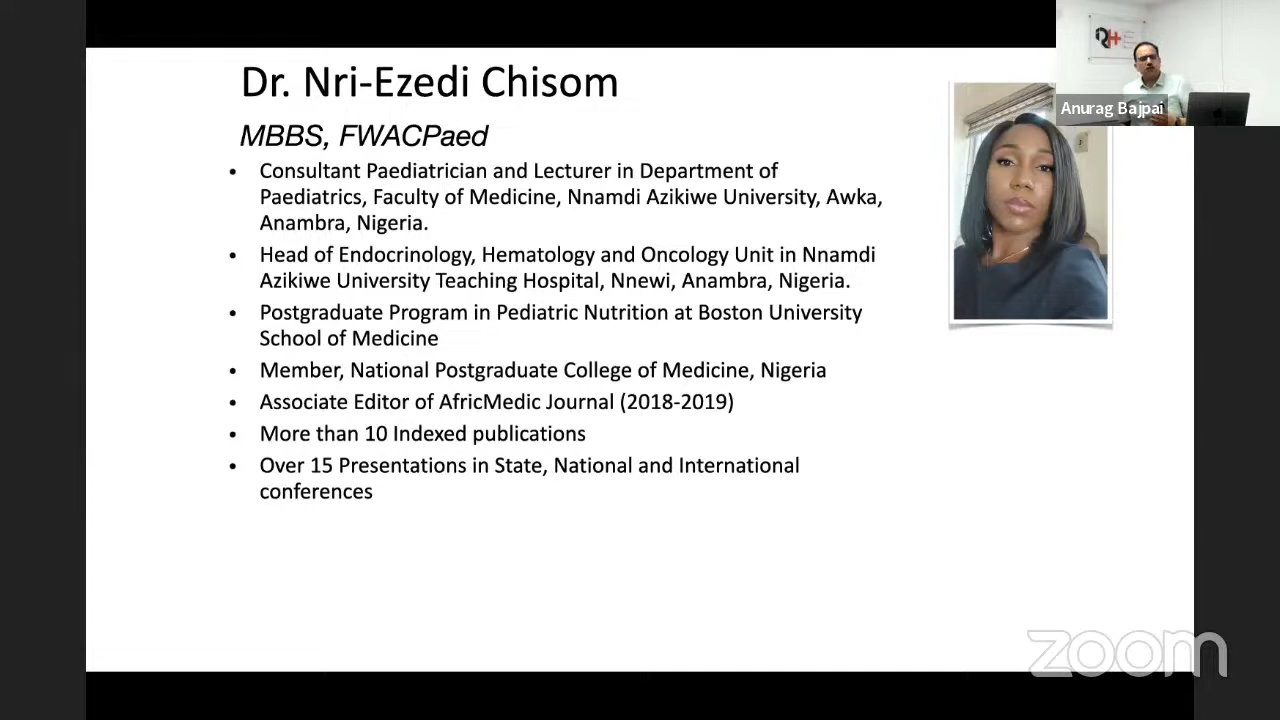 Dr. Nri-Ezedi Chisom
MBBS, FWACPaed
• Consultant Paediatrician and Lecturer in Department of
Paediatrics, Faculty of Medicine, Nnamdi Azikiwe University, Awka,
Anambra, Nigeria.
• Head of Endocrinology, Hematology and Oncology Unit in Nnamdi
Azikiwe University Teaching Hospital, Nnewi, Anambra, Nigeria.
• Postgraduate Program in Pediatric Nutrition at Boston University
School of Medicine
• Member, National Postgraduate College of Medicine, Nigeria
• Associate Editor of AfricMedic Journal (2018-2019)
• More than 10 Indexed publications
• Over 15 Presentations in State, National and International
conferences
Anurag Bajpai
zoom